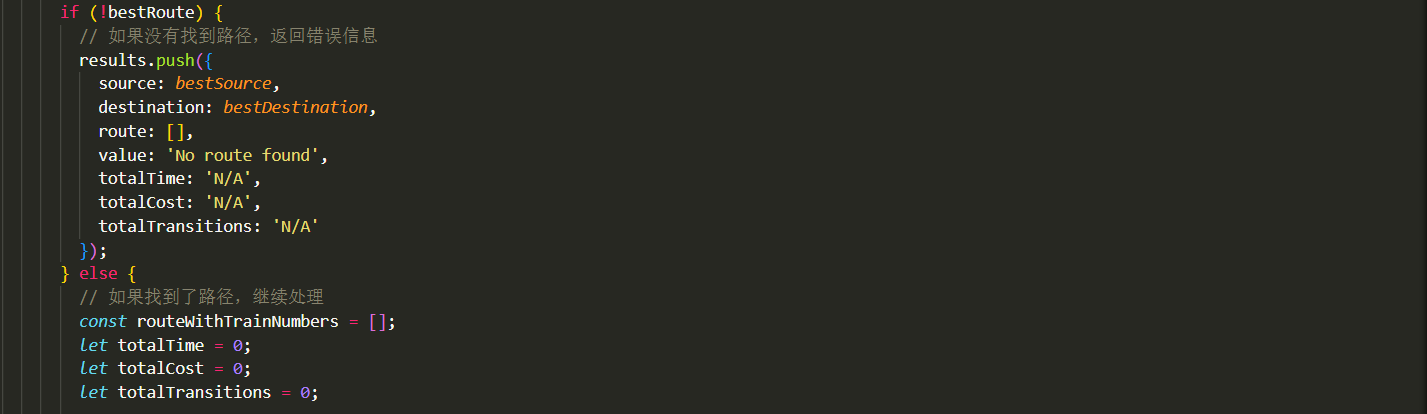 if (!bestRoute) {
// 如果没有找到路径，返回错误信息
results.push({
source: bestSource,
destination: bestDestination,
route: [],
value: 'No route found',
totalTime: 'N/A',
totalCost: 'N/A',
totalTransitions: 'N/A'
});
} else {
// 如果找到了路径，继续处理
const routeWithTrainNumbers = [];
let totalTime = 0;
let totalCost = 0;
let totalTransitions = 0;